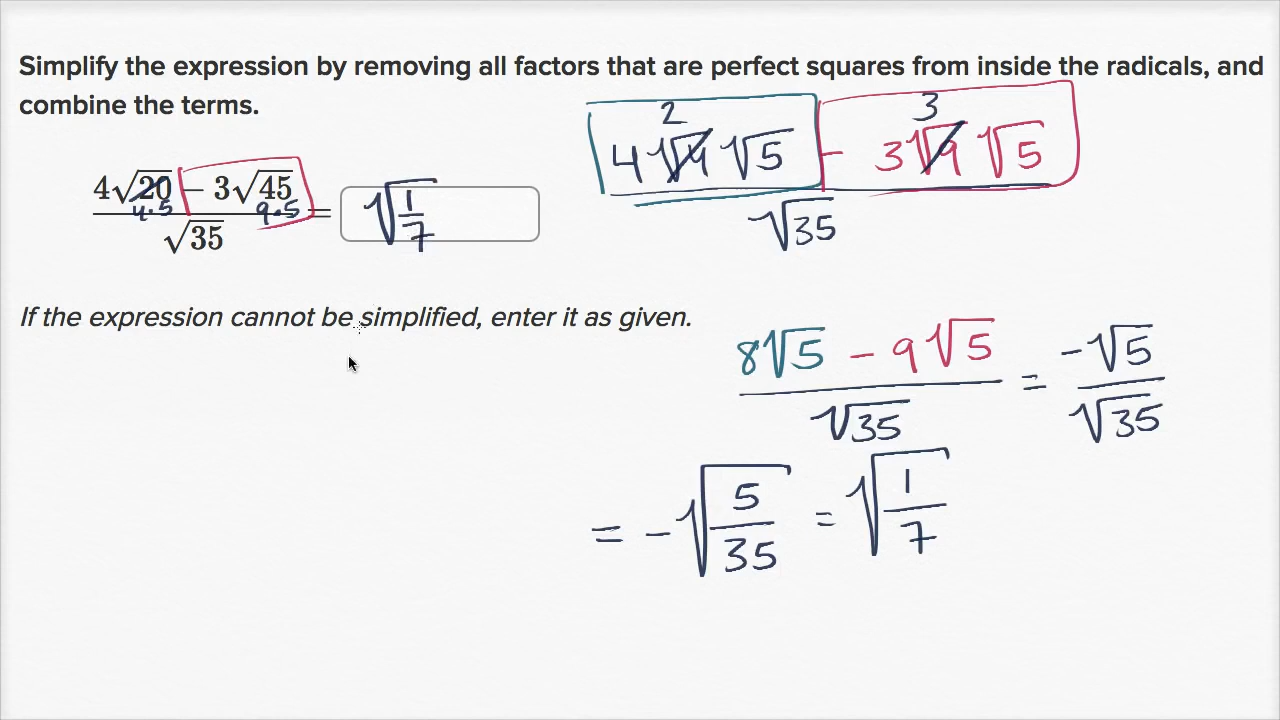 Simplify the expression by removing all factors that are perfect squares from inside the radicals, and
combine the terms.
(4√20 − 3√45)/√35 = √(1/7)
4·5 9·5
(4√4 √5 − 3√9 √5)/√35
2 3
If the expression cannot be simplified, enter it as given.
(8√5 − 9√5)/√35 = −√5/√35
= −√(5/35) = √(1/7)